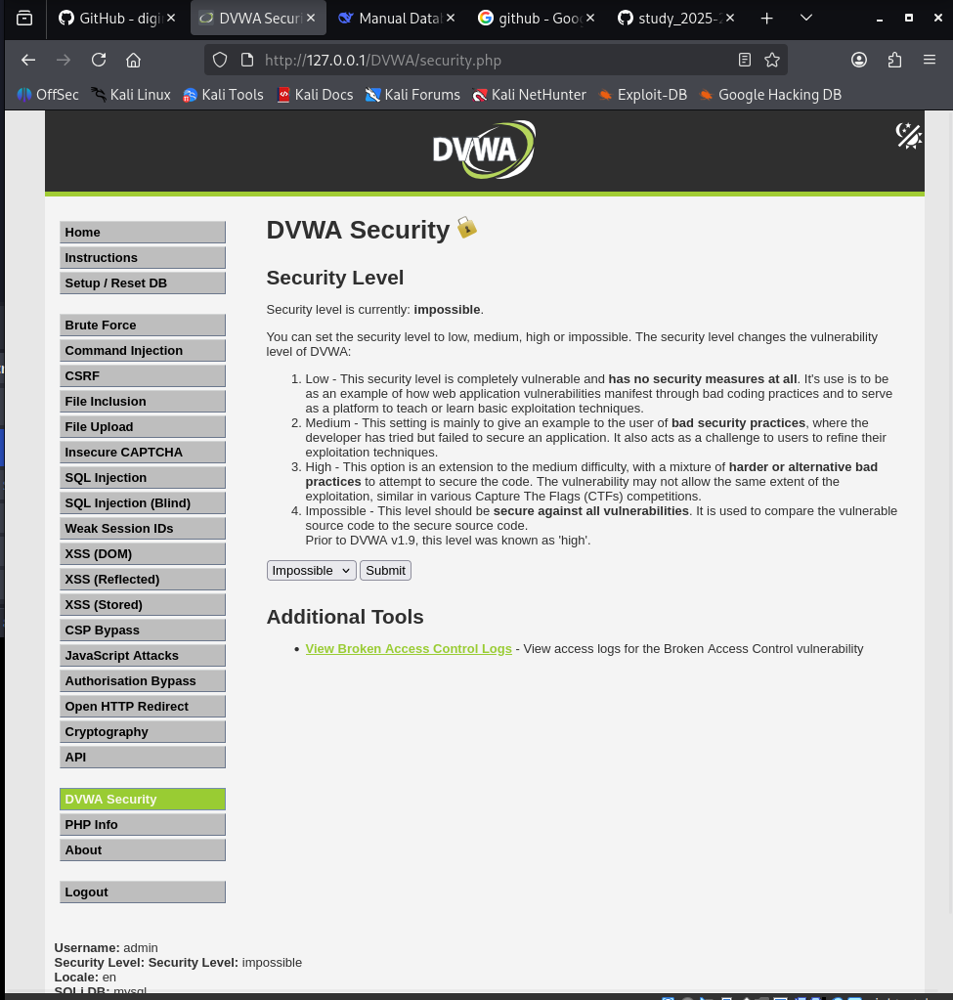 GitHub - digi
DVWA Securi
Manual Datal
github - Goo
study_2025-2
http://127.0.0.1/DVWA/security.php
OffSec
Kali Linux
Kali Tools
Kali Docs
Kali Forums
Kali NetHunter
Exploit-DB
Google Hacking DB
DVWA
Home
Instructions
Setup / Reset DB
Brute Force
Command Injection
CSRF
File Inclusion
File Upload
Insecure CAPTCHA
SQL Injection
SQL Injection (Blind)
Weak Session IDs
XSS (DOM)
XSS (Reflected)
XSS (Stored)
CSP Bypass
JavaScript Attacks
Authorisation Bypass
Open HTTP Redirect
Cryptography
API
DVWA Security
PHP Info
About
Logout
DVWA Security
Security Level
Security level is currently: impossible.
You can set the security level to low, medium, high or impossible. The security level changes the vulnerability
level of DVWA:
1. Low - This security level is completely vulnerable and has no security measures at all. It's use is to be
as an example of how web application vulnerabilities manifest through bad coding practices and to serve
as a platform to teach or learn basic exploitation techniques.
2. Medium - This setting is mainly to give an example to the user of bad security practices, where the
developer has tried but failed to secure an application. It also acts as a challenge to users to refine their
exploitation techniques.
3. High - This option is an extension to the medium difficulty, with a mixture of harder or alternative bad
practices to attempt to secure the code. The vulnerability may not allow the same extent of the
exploitation, similar in various Capture The Flags (CTFs) competitions.
4. Impossible - This level should be secure against all vulnerabilities. It is used to compare the vulnerable
source code to the secure source code.
Prior to DVWA v1.9, this level was known as 'high'.
Impossible
Submit
Additional Tools
• View Broken Access Control Logs - View access logs for the Broken Access Control vulnerability
Username: admin
Security Level: Security Level: impossible
Locale: en
SQLi DB: mysql